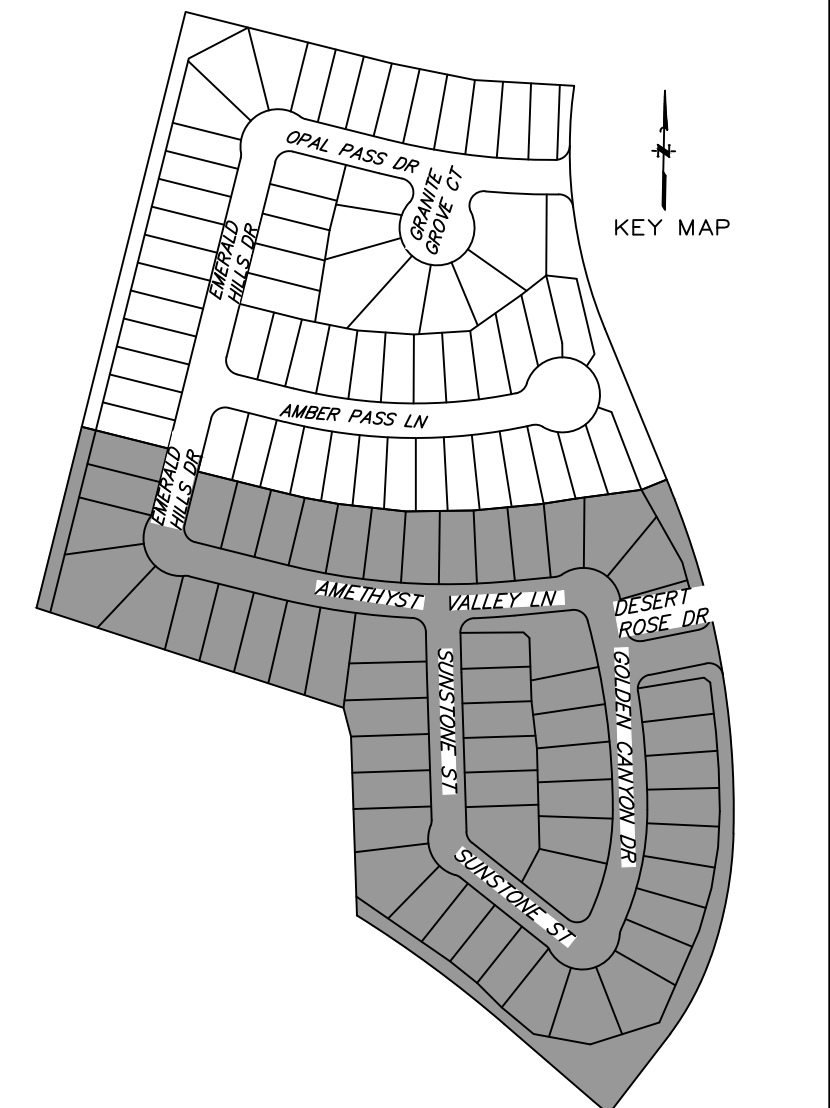 OPAL PASS DR
GRANITE
GROVE CT
N
KEY MAP
EMERALD
HILLS DR
AMBER PASS LN
EMERALD
HILLS DR
AMETHYST VALLEY LN
DESERT
ROSE DR
SUNSTONE ST
GOLDEN CANYON DR
SUNSTONE ST